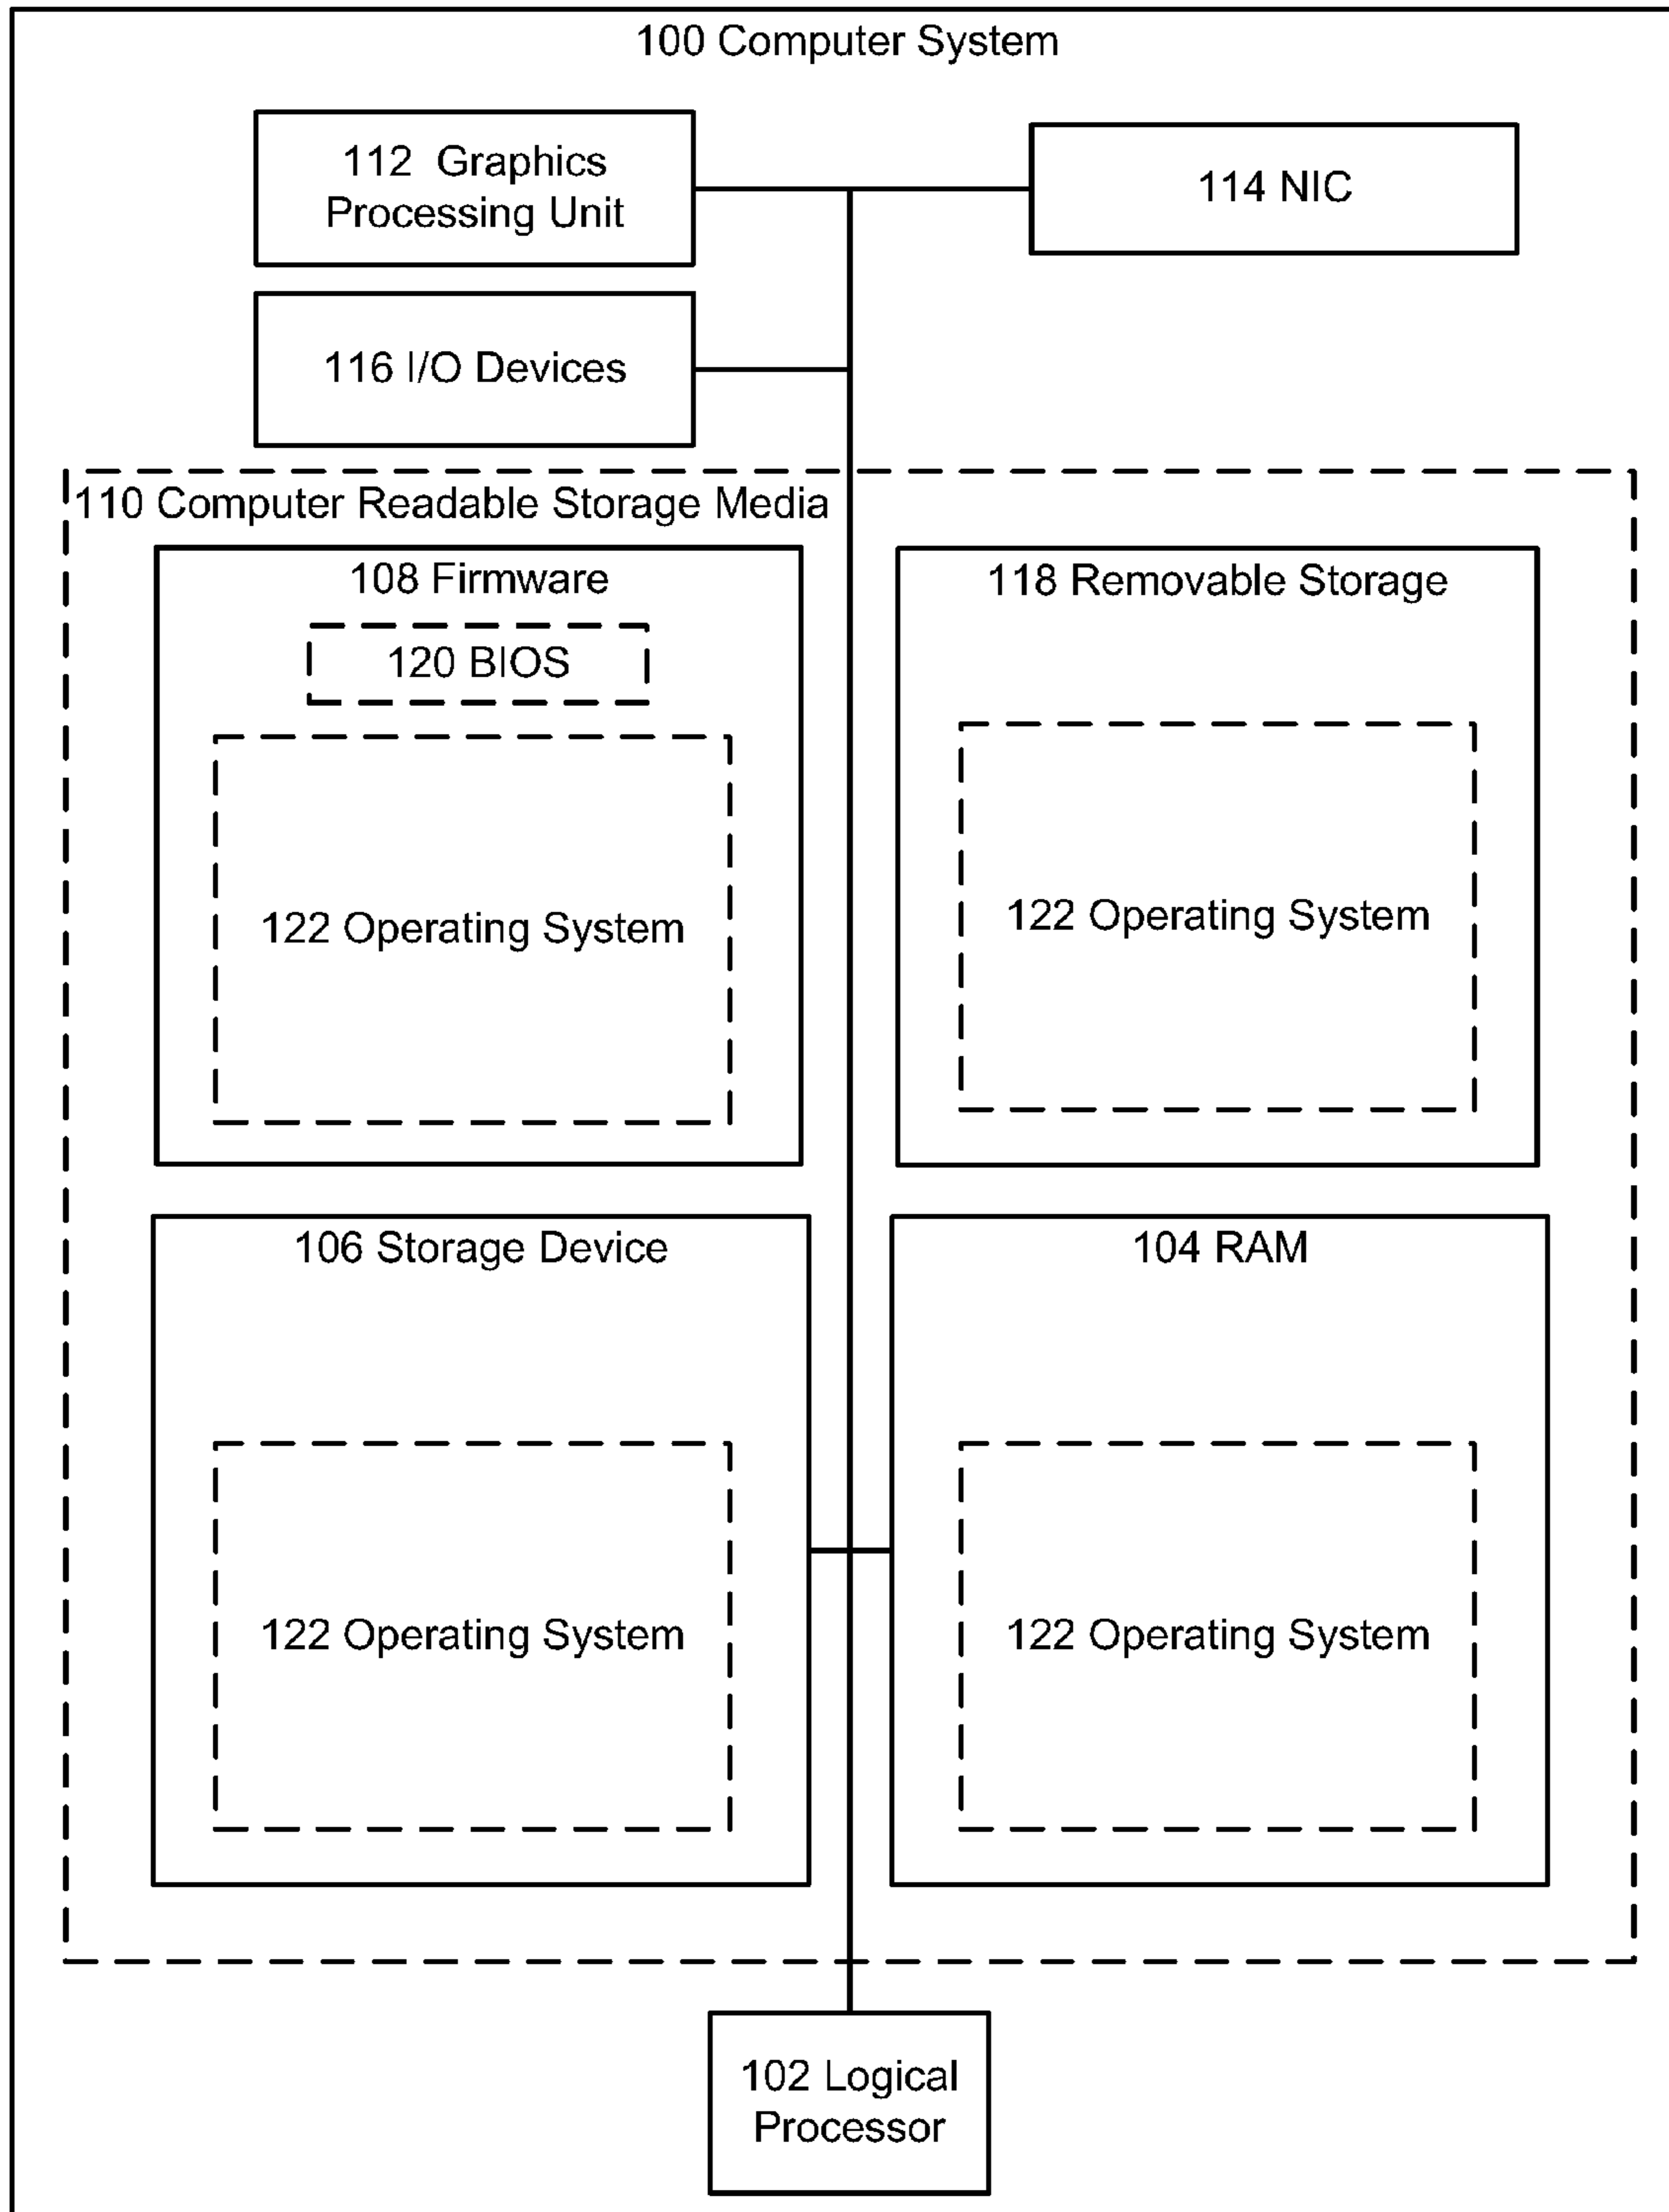 100 Computer System
112 Graphics
Processing Unit
114 NIC
116 I/O Devices
110 Computer Readable Storage Media
108 Firmware
120 BIOS
122 Operating System
118 Removable Storage
122 Operating System
106 Storage Device
122 Operating System
104 RAM
122 Operating System
102 Logical
Processor